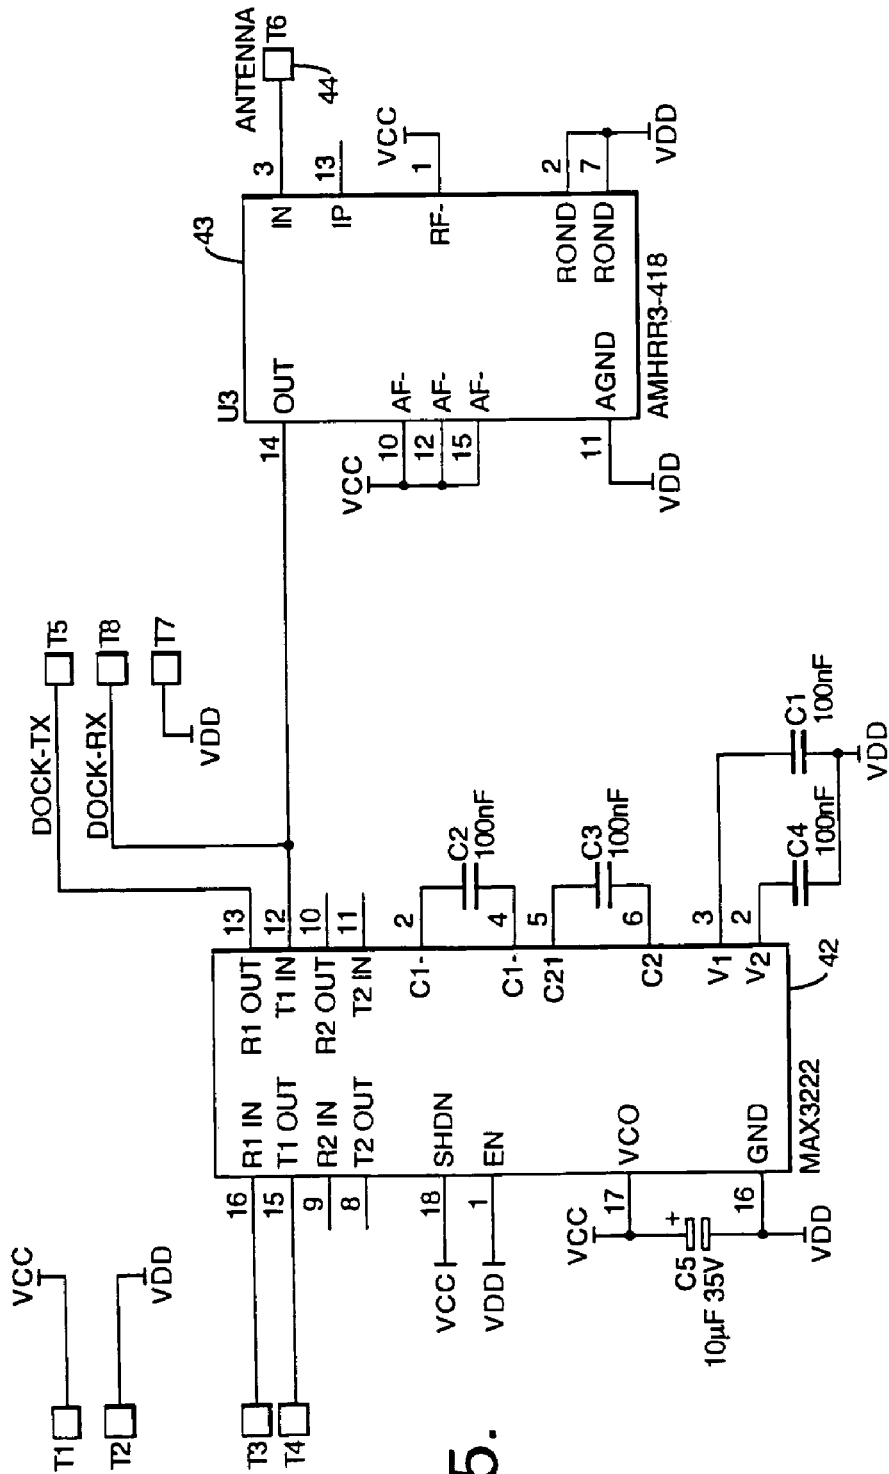 T1
VCC
T2
VDD
T3
T4
DOCK-TX
T5
DOCK-RX
T8
T7
VDD
16
R1 IN
R1 OUT
13
15
T1 OUT
T1 IN
12
9
R2 IN
R2 OUT
10
8
T2 OUT
T2 IN
11
VCC
18
SHDN
C1-
2
C2
100nF
VDD
1
EN
C1-
4
C21
5
C3
100nF
C2
6
VCC
17
VCO
V1
3
C1
100nF
+
C5
10µF 35V
16
GND
V2
2
C4
100nF
VDD
VDD
MAX3222
42
U3
43
14
OUT
IN
3
ANTENNA
T6
44
IP
13
VCC
10
AF-
12
AF-
15
AF-
RF-
1
VCC
ROND
2
ROND
7
VDD
11
AGND
VDD
AMHRR3-418
5.